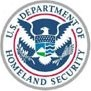 U.S. DEPARTMENT OF
HOMELAND SECURITY